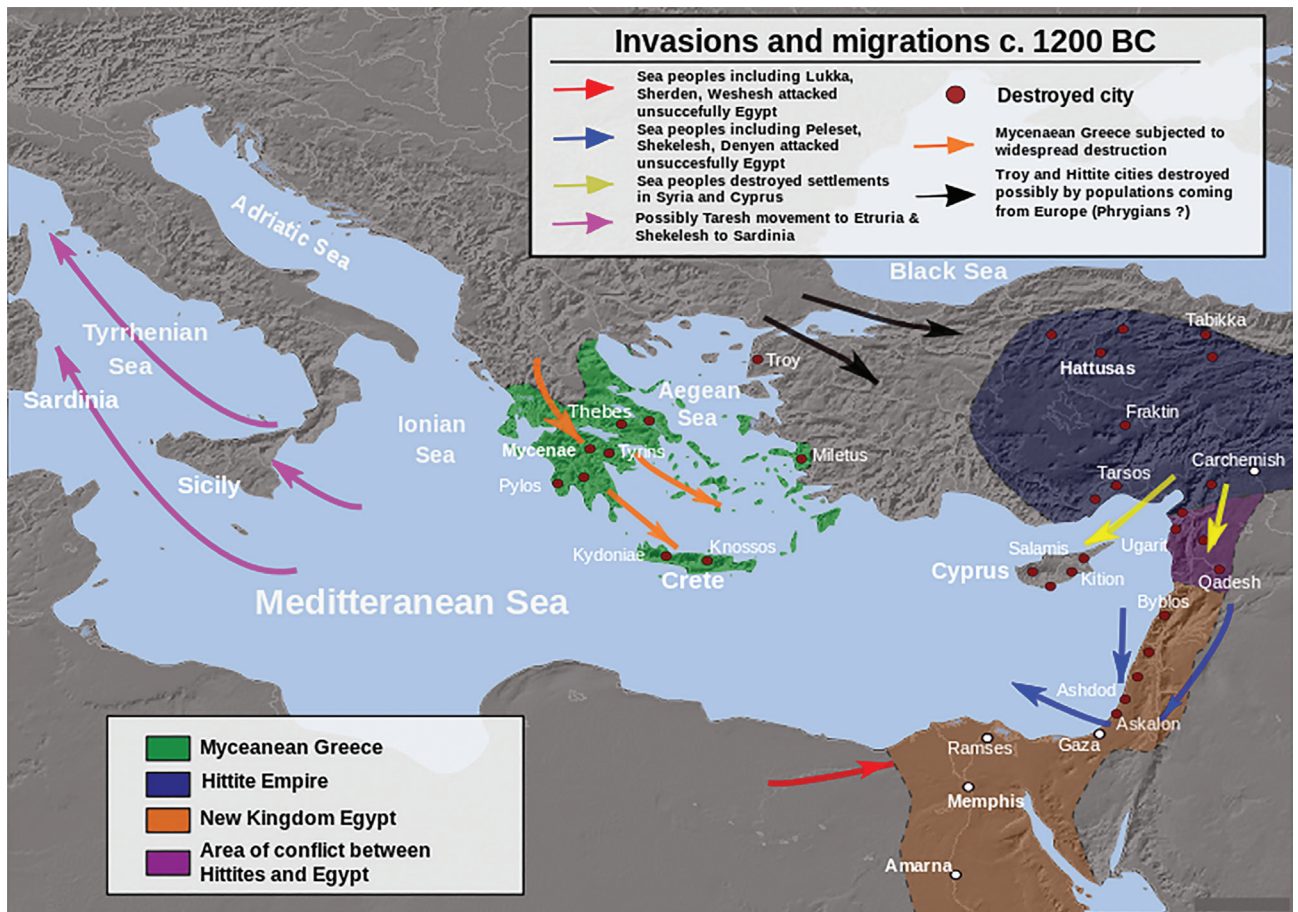 Invasions and migrations c. 1200 BC
Sea peoples including Lukka,
Sherden, Weshesh attacked
unsuccefully Egypt
Sea peoples including Peleset,
Shekelesh, Denyen attacked
unsuccesfully Egypt
Sea peoples destroyed settlements
in Syria and Cyprus
Possibly Taresh movement to Etruria &
Shekelesh to Sardinia
Destroyed city
Mycenaean Greece subjected to
widespread destruction
Troy and Hittite cities destroyed
possibly by populations coming
from Europe (Phrygians ?)
Adriatic Sea
Black Sea
Tyrrhenian
Sea
Sardinia
Tabikka
Hattusas
Troy
Aegean
Sea
Thebes
Fraktin
Ionian
Sea
Mycenae
Tyrins
Miletus
Carchemish
Tarsos
Sicily
Pylos
Kydoniae
Knossos
Crete
Salamis
Ugarit
Cyprus
Kition
Qadesh
Meditteranean Sea
Byblos
Ashdod
Askalon
Ramses
Gaza
Memphis
Amarna
Myceanean Greece
Hittite Empire
New Kingdom Egypt
Area of conflict between
Hittites and Egypt